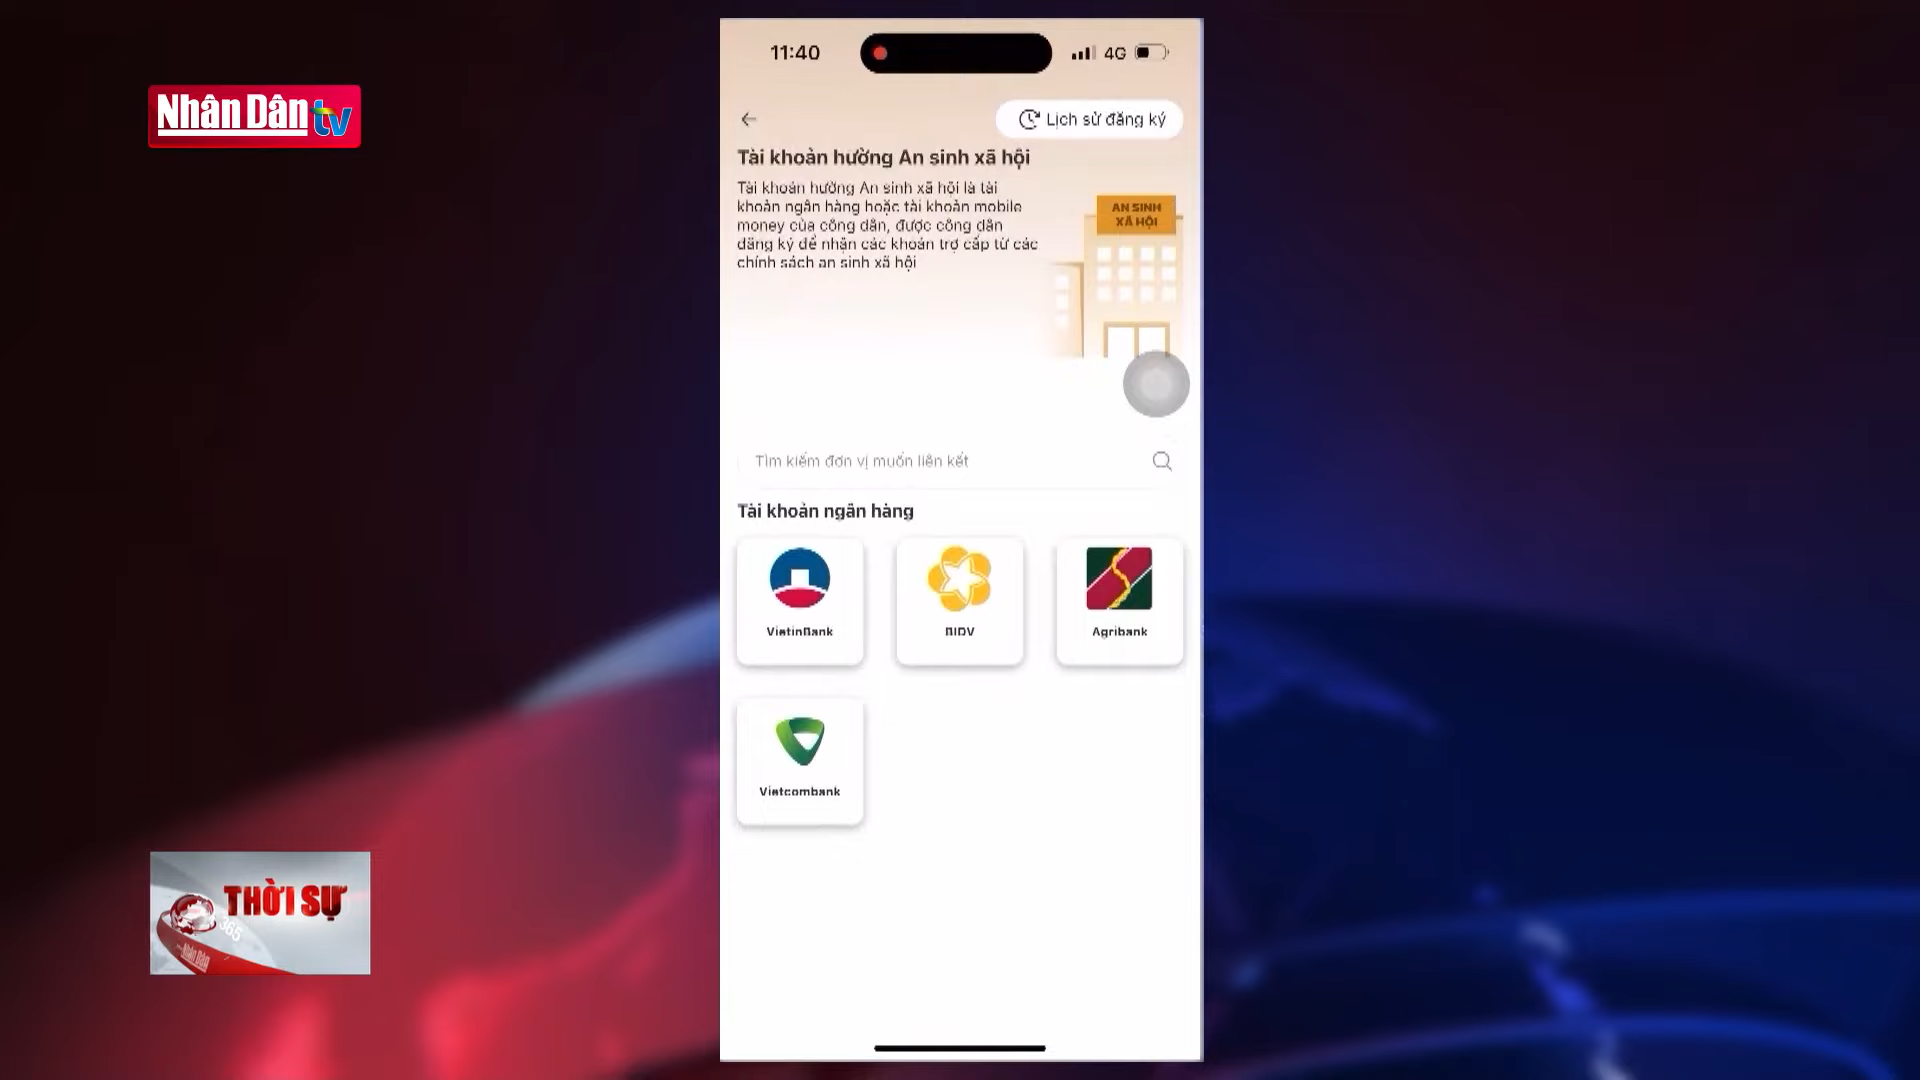 Nhân Dân tv
11:40
4G
Lịch sử đăng ký
Tài khoản hưởng An sinh xã hội
Tài khoản hưởng An sinh xã hội là tài
khoản ngân hàng hoặc tài khoản mobile
money của công dân, được công dân
đăng ký để nhận các khoản trợ cấp từ các
chính sách an sinh xã hội
AN SINH
XÃ HỘI
Tìm kiếm đơn vị muốn liên kết
Tài khoản ngân hàng
VietinBank
BIDV
Agribank
Vietcombank
THỜI SỰ
365
Nhân Dân